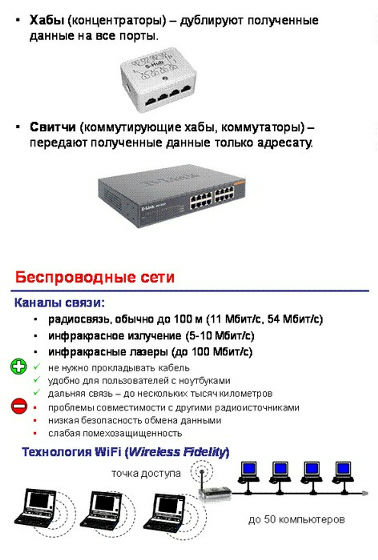 • Хабы (концентраторы) – дублируют полученные
данные на все порты.
• Свитчи (коммутирующие хабы, коммутаторы) –
передают полученные данные только адресату.
D-Link
Беспроводные сети
Каналы связи:
• радиосвязь, обычно до 100 м (11 Мбит/с, 54 Мбит/с)
• инфракрасное излучение (5-10 Мбит/с)
• инфракрасные лазеры (до 100 Мбит/с)
✓ не нужно прокладывать кабель
✓ удобно для пользователей с ноутбуками
✓ дальняя связь – до нескольких тысяч километров
• проблемы совместимости с другими радиоисточниками
• низкая безопасность обмена данными
• слабая помехозащищенность
Технология WiFi (Wireless Fidelity)
точка доступа
до 50 компьютеров